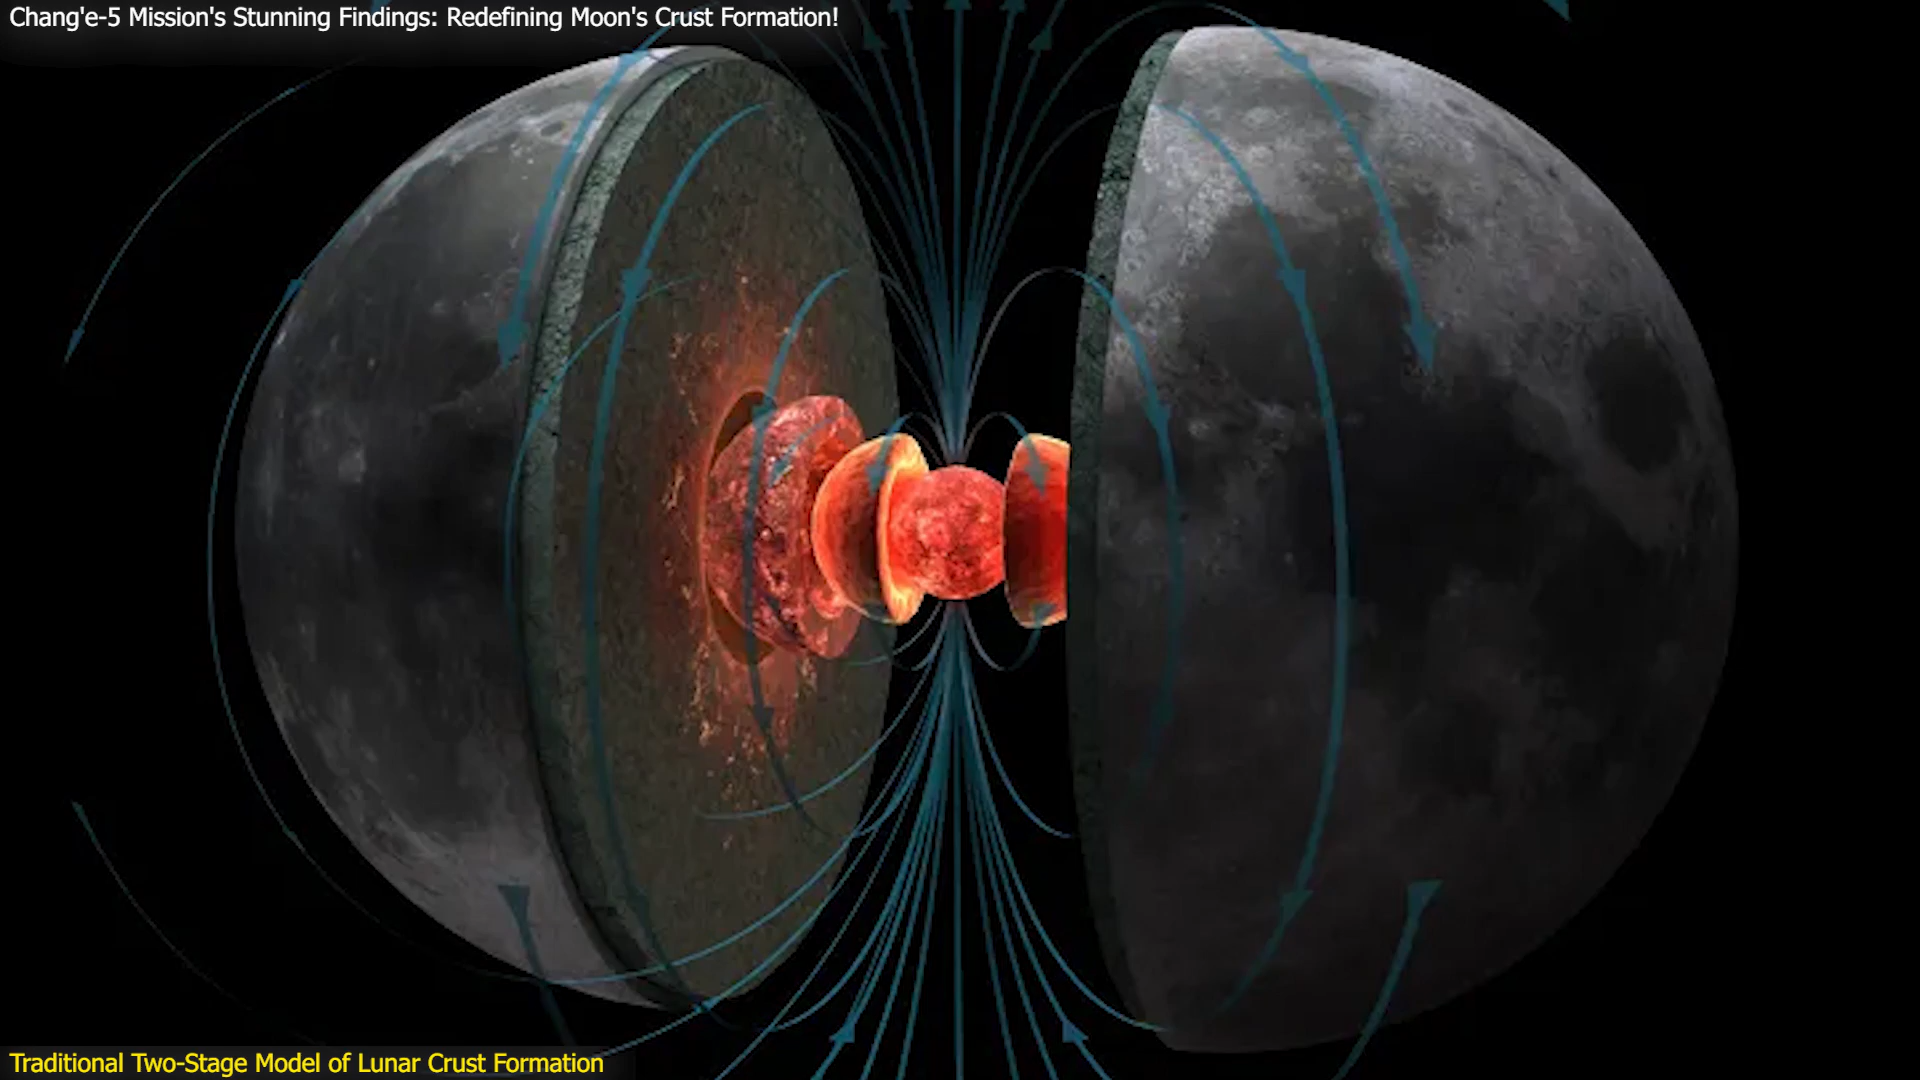 Chang'e-5 Mission's Stunning Findings: Redefining Moon's Crust Formation!
Traditional Two-Stage Model of Lunar Crust Formation